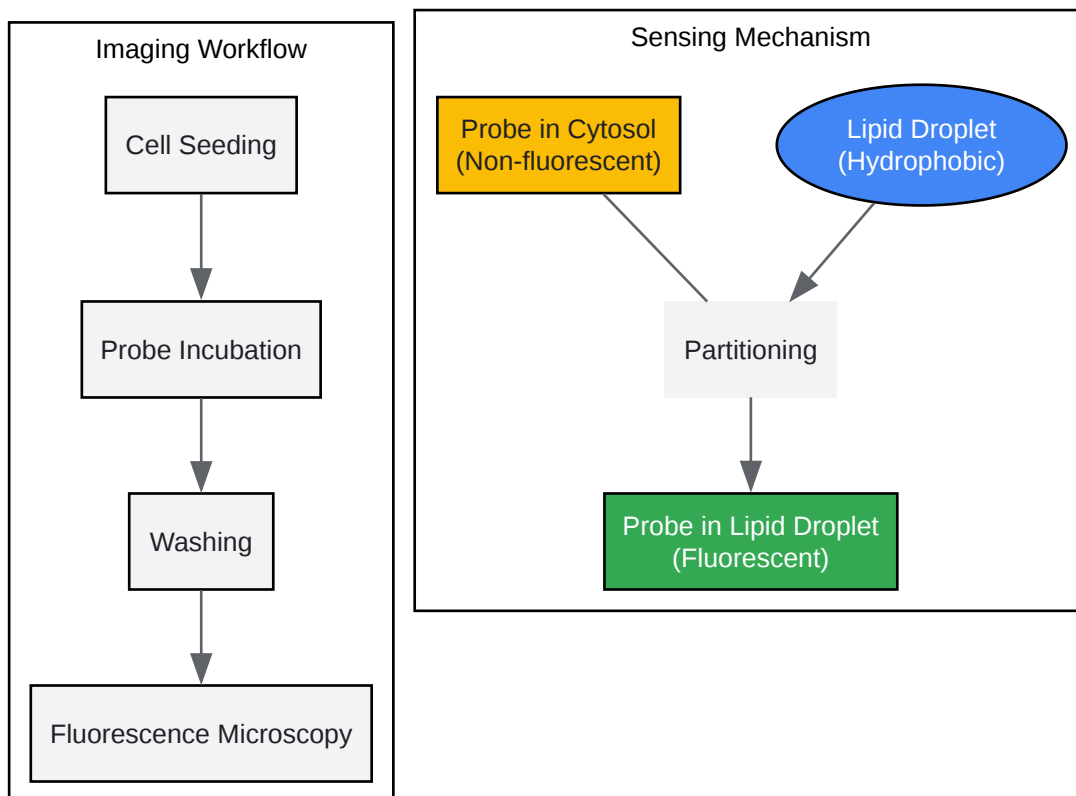 Imaging Workflow
Cell Seeding
Probe Incubation
Washing
Fluorescence Microscopy
Sensing Mechanism
Probe in Cytosol
(Non-fluorescent)
Lipid Droplet
(Hydrophobic)
Partitioning
Probe in Lipid Droplet
(Fluorescent)